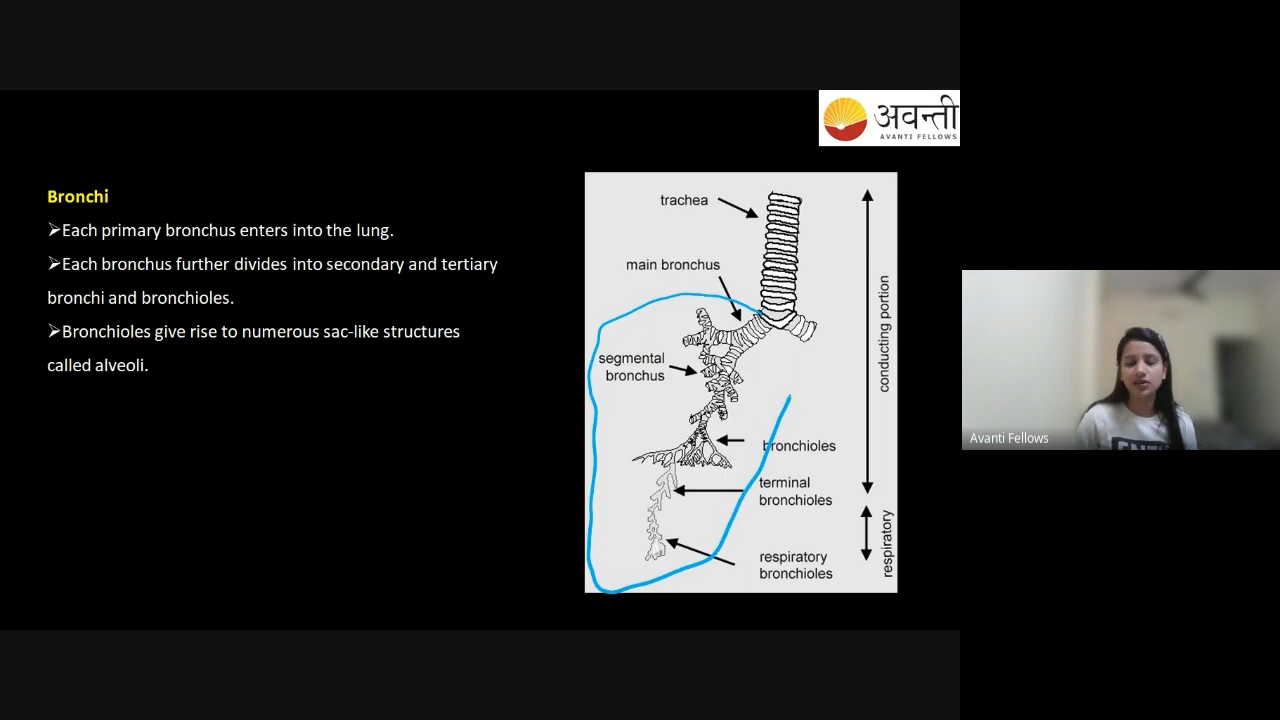 अवन्ती
AVANTI FELLOWS
Bronchi
➢Each primary bronchus enters into the lung.
➢Each bronchus further divides into secondary and tertiary
bronchi and bronchioles.
➢Bronchioles give rise to numerous sac-like structures
called alveoli.
trachea
main bronchus
segmental
bronchus
bronchioles
terminal
bronchioles
respiratory
bronchioles
conducting portion
respiratory
Avanti Fellows